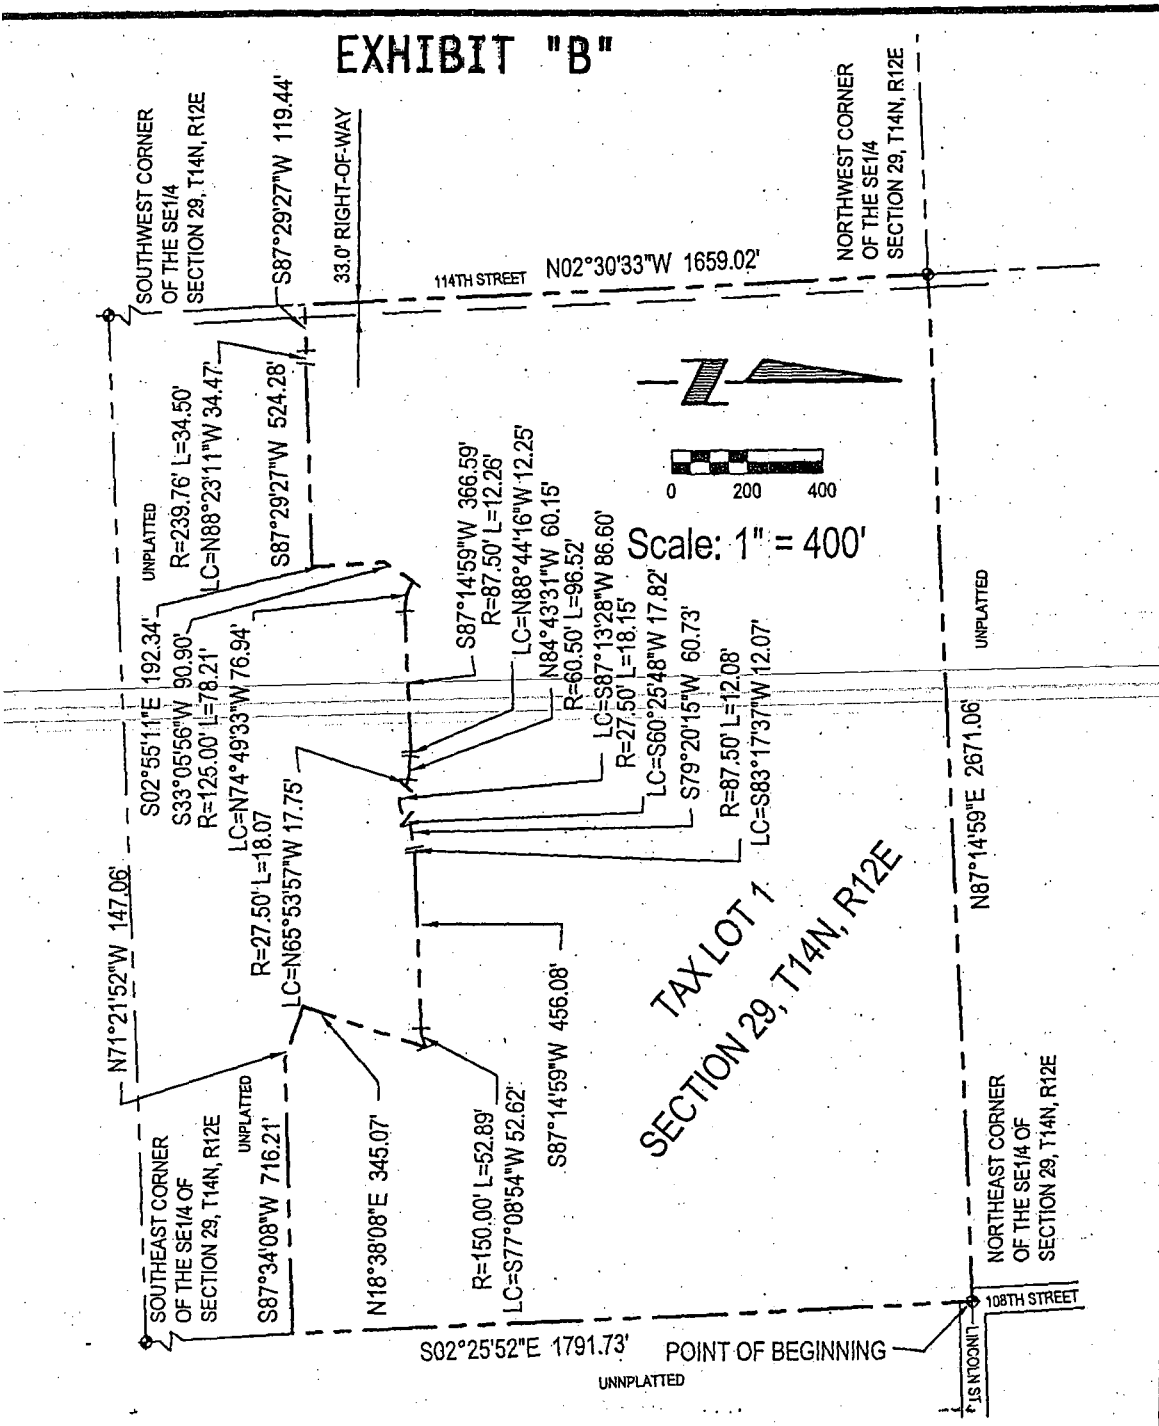 EXHIBIT "B"
SOUTHWEST CORNER
OF THE SE1/4
SECTION 29, T14N, R12E
S87°29'27"W 119.44'
33.0' RIGHT-OF-WAY
NORTHWEST CORNER
OF THE SE1/4
SECTION 29, T14N, R12E
114TH STREET
N02°30'33"W 1659.02'
UNPLATTED
R=239.76' L=34.50'
LC=N88°23'11"W 34.47'
S87°29'27"W 524.28'
0 200 400
Scale: 1" = 400'
S02°55'11"E 192.34'
S33°05'56"W 90.90'
R=125.00' L=78.21'
LC=N74°49'33"W 76.94'
R=27.50' L=18.07
LC=N65°53'57"W 17.75'
S87°14'59"W 366.59'
R=87.50' L=12.26'
LC=N88°44'16"W 12.25'
N84°43'31"W 60.15'
R=60.50' L=96.52'
LC=S87°13'28"W 86.60'
R=27.50' L=18.15'
LC=S60°25'48"W 17.82'
S79°20'15"W 60.73'
R=87.50' L=12.08'
LC=S83°17'37"W 12.07'
UNPLATTED
N87°14'59"E 2671.06'
N71°21'52"W 147.06'
TAX LOT 1
SECTION 29, T14N, R12E
SOUTHEAST CORNER
OF THE SE1/4 OF
SECTION 29, T14N, R12E
UNPLATTED
S87°34'08"W 716.21'
N18°38'08"E 345.07'
R=150.00' L=52.89'
LC=S77°08'54"W 52.62'
S87°14'59"W 456.08'
NORTHEAST CORNER
OF THE SE1/4 OF
SECTION 29, T14N, R12E
108TH STREET
LINCOLN ST.
S02°25'52"E 1791.73'
POINT OF BEGINNING
UNNPLATTED